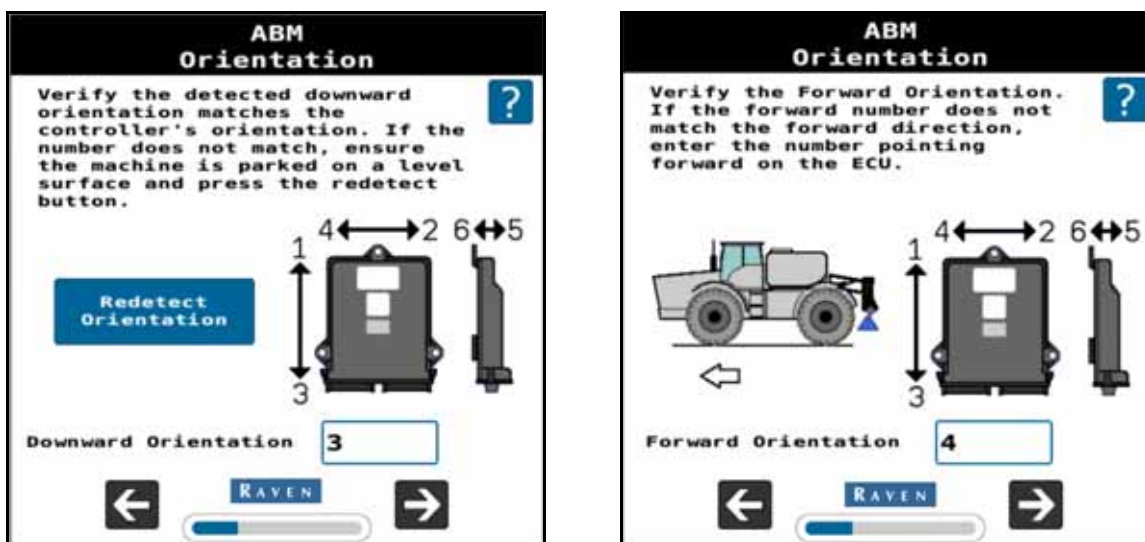 ABM
Orientation
Verify the detected downward
orientation matches the
controller's orientation. If the
number does not match, ensure
the machine is parked on a level
surface and press the redetect
button.
?
4 2 6 5
1
Redetect
Orientation
3
Downward Orientation 3
RAVEN
ABM
Orientation
Verify the Forward Orientation.
If the forward number does not
match the forward direction,
enter the number pointing
forward on the ECU.
?
4 2 6 5
1
3
Forward Orientation 4
RAVEN